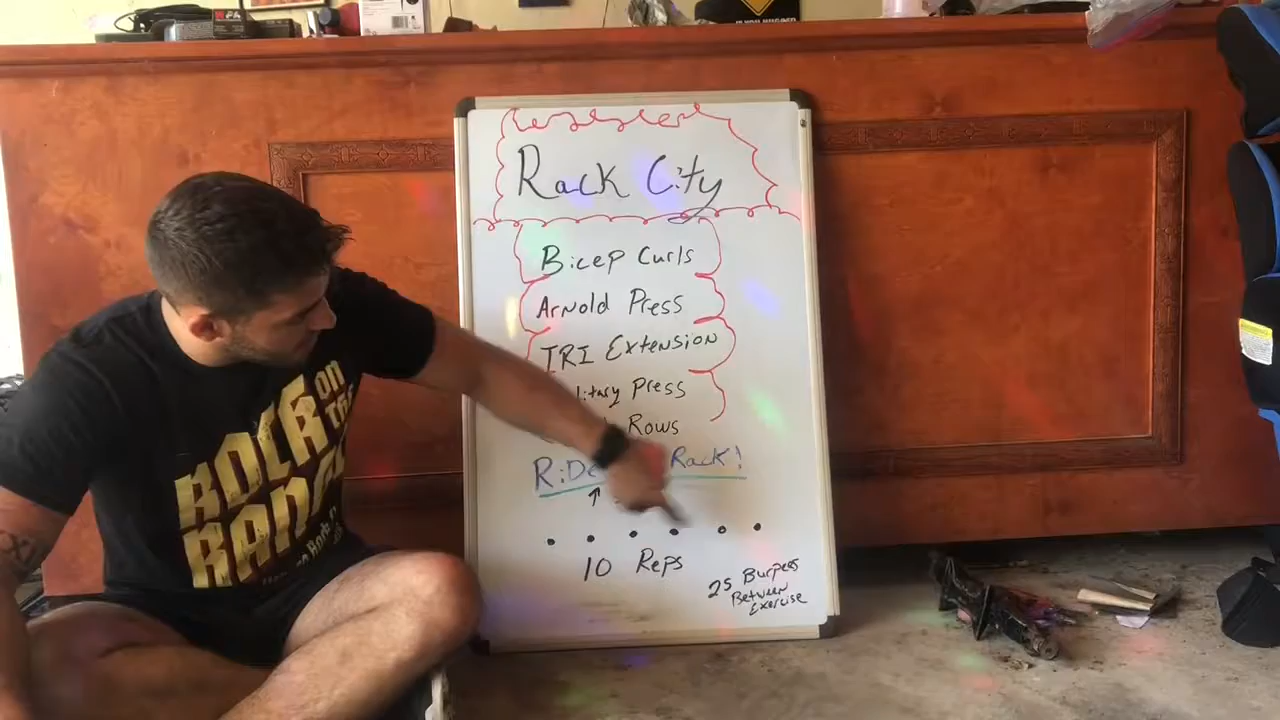 Rack City
Bicep Curls
Arnold Press
TRI Extension
Press
Rows
Rack!
10 Reps
25 Burpees
Between
Exercise
ROCK ON
THE
RANGE